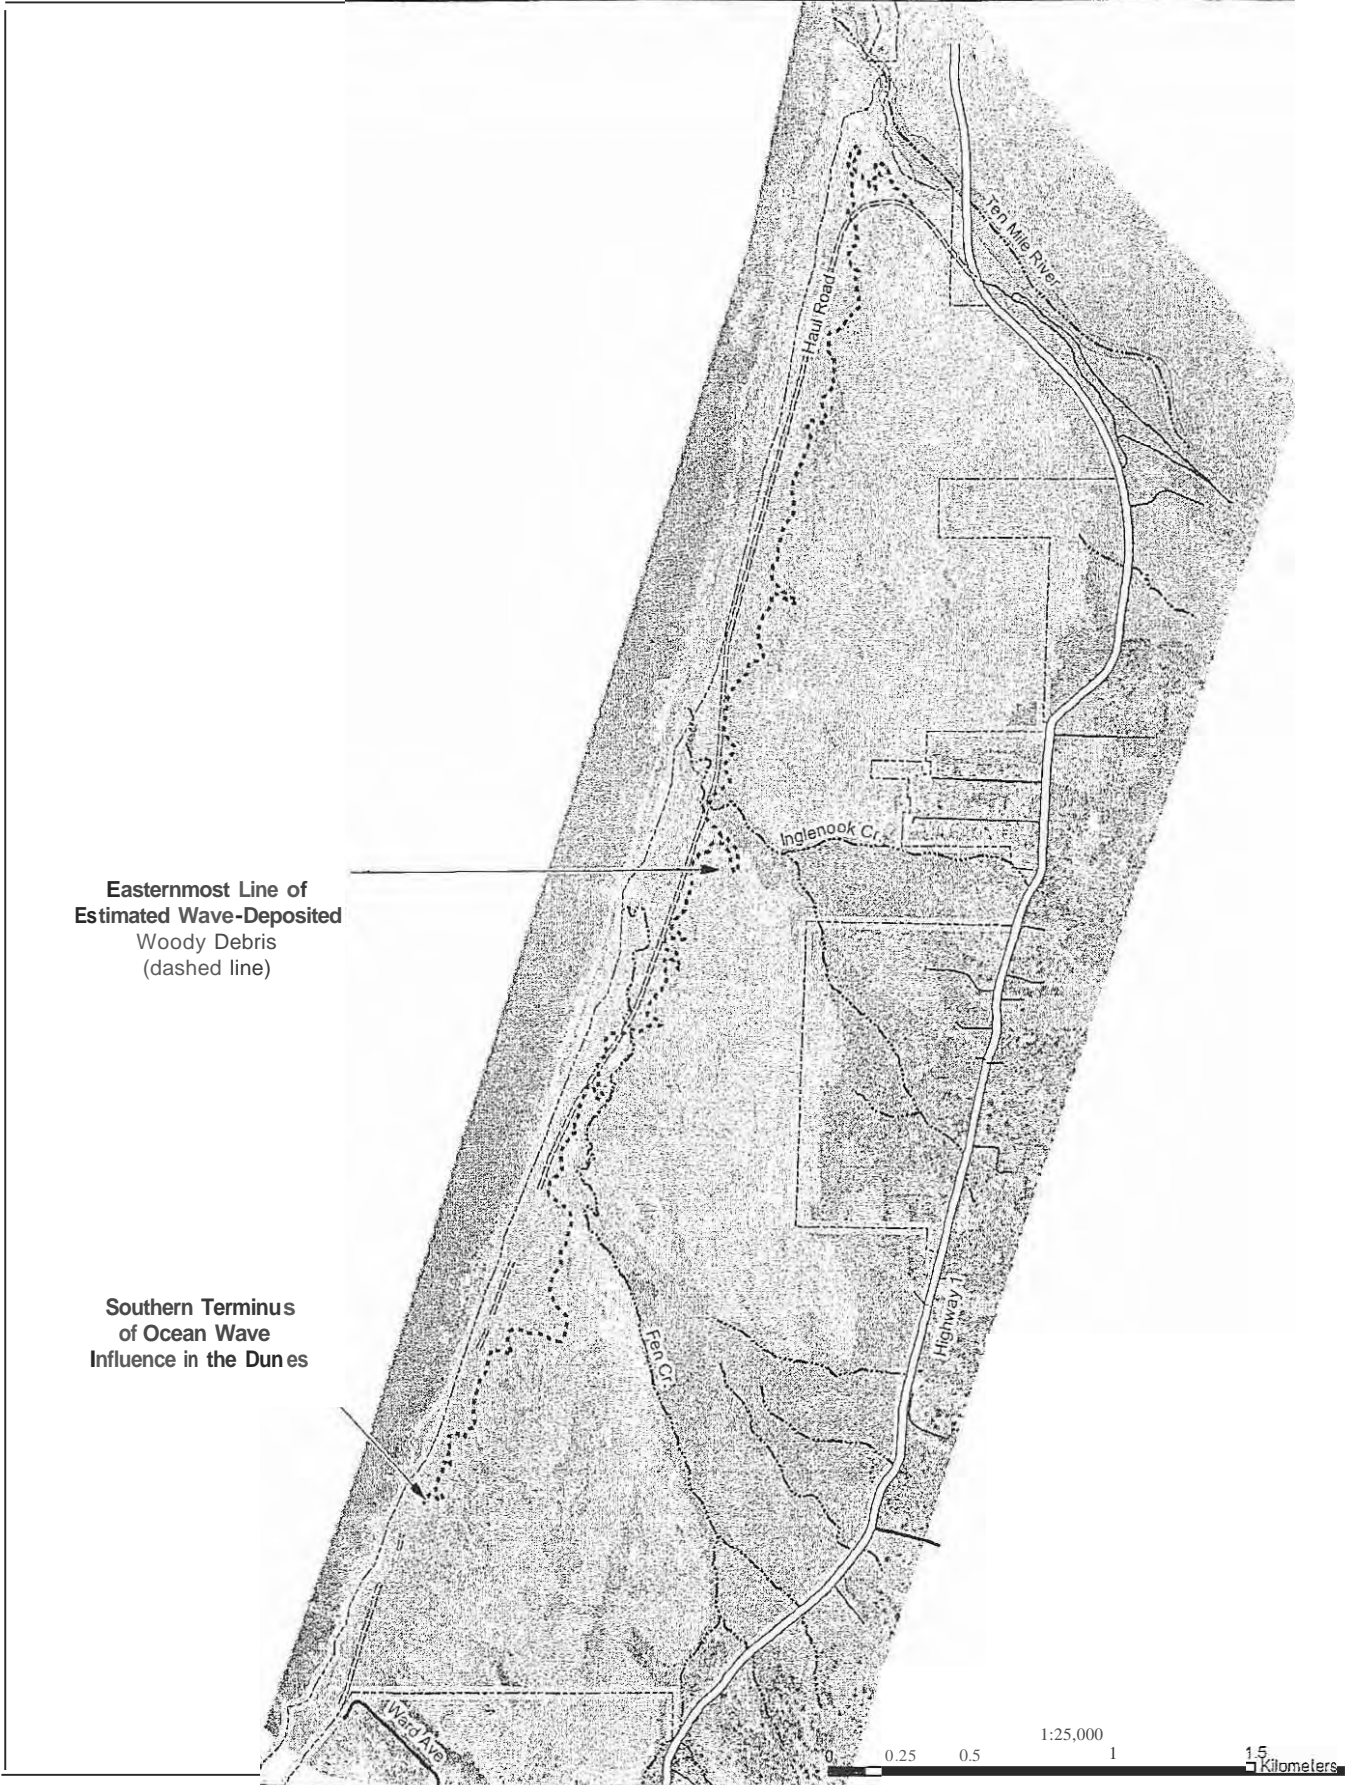 Ten Mile River
Haul Road
Inglenook Cr.
Easternmost Line of
Estimated Wave-Deposited
Woody Debris
(dashed line)
Southern Terminus
of Ocean Wave
Influence in the Dunes
Highway 1
Fen Cr.
Ward Ave
1:25,000
0 0.25 0.5 1 1.5
Kilometers